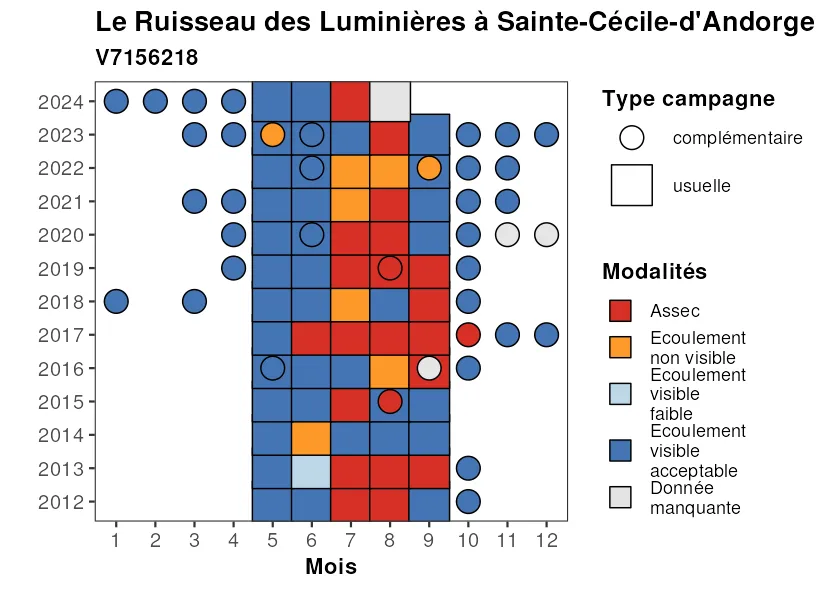 Le Ruisseau des Luminières à Sainte-Cécile-d'Andorge
V7156218
2024
2023
2022
2021
2020
2019
2018
2017
2016
2015
2014
2013
2012
1 2 3 4 5 6 7 8 9 10 11 12
Mois
Type campagne
complémentaire
usuelle
Modalités
Assec
Ecoulement
non visible
Ecoulement
visible
faible
Ecoulement
visible
acceptable
Donnée
manquante